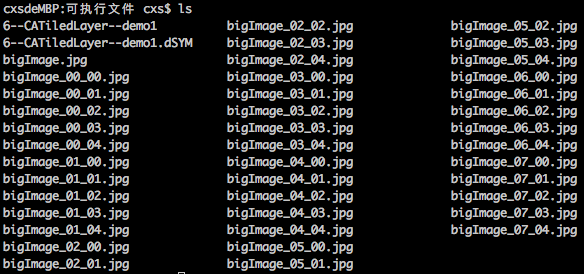 cxsdeMBP:可执行文件 cxs$ ls
6--CATiledLayer--demo1 bigImage_02_02.jpg bigImage_05_02.jpg
6--CATiledLayer--demo1.dSYM bigImage_02_03.jpg bigImage_05_03.jpg
bigImage.jpg bigImage_02_04.jpg bigImage_05_04.jpg
bigImage_00_00.jpg bigImage_03_00.jpg bigImage_06_00.jpg
bigImage_00_01.jpg bigImage_03_01.jpg bigImage_06_01.jpg
bigImage_00_02.jpg bigImage_03_02.jpg bigImage_06_02.jpg
bigImage_00_03.jpg bigImage_03_03.jpg bigImage_06_03.jpg
bigImage_00_04.jpg bigImage_03_04.jpg bigImage_06_04.jpg
bigImage_01_00.jpg bigImage_04_00.jpg bigImage_07_00.jpg
bigImage_01_01.jpg bigImage_04_01.jpg bigImage_07_01.jpg
bigImage_01_02.jpg bigImage_04_02.jpg bigImage_07_02.jpg
bigImage_01_03.jpg bigImage_04_03.jpg bigImage_07_03.jpg
bigImage_01_04.jpg bigImage_04_04.jpg bigImage_07_04.jpg
bigImage_02_00.jpg bigImage_05_00.jpg
bigImage_02_01.jpg bigImage_05_01.jpg